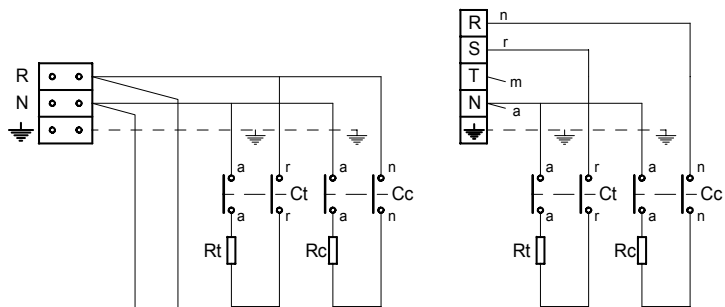 R
N
a r a n
Ct Cc
a r a n
Rt Rc
R n
S r
T m
N a
a r a n
Ct Cc
a r a n
Rt Rc